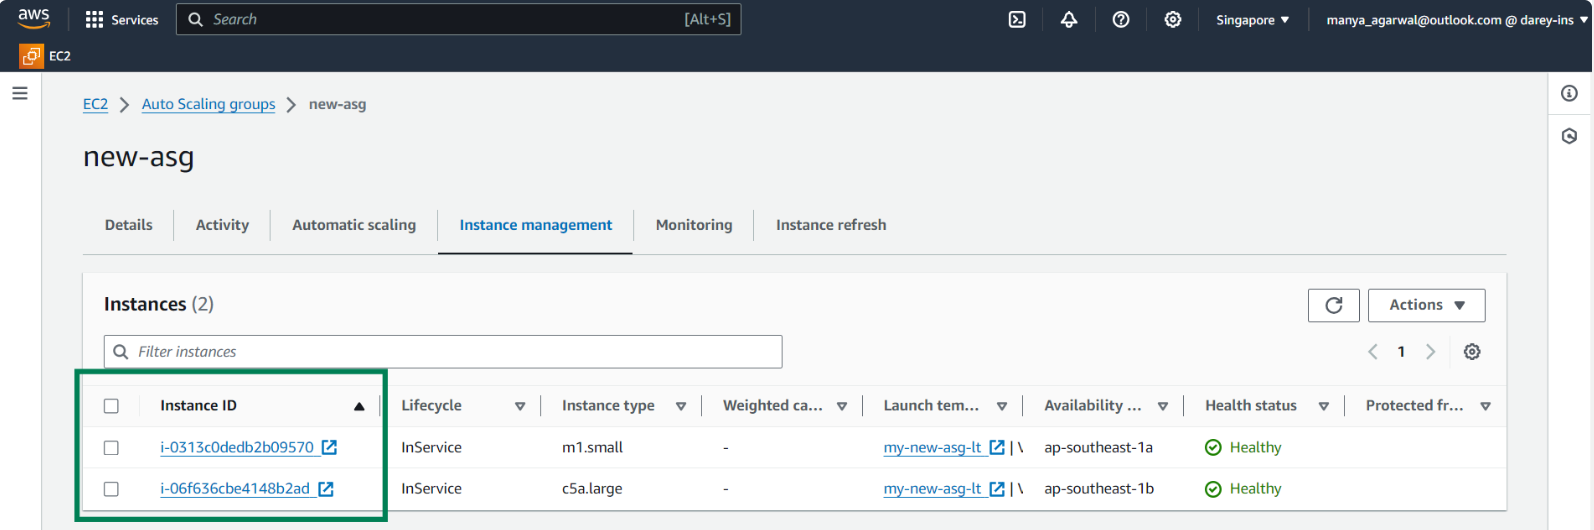 aws Services Search [Alt+S] Singapore manya_agarwal@outlook.com @ darey-ins
EC2
EC2 Auto Scaling groups new-asg
new-asg
Details Activity Automatic scaling Instance management Monitoring Instance refresh
Instances (2) Actions
Filter instances 1
Instance ID Lifecycle Instance type Weighted ca... Launch tem... Availability ... Health status Protected fr...
i-0313c0dedb2b09570 InService m1.small - my-new-asg-lt | \ ap-southeast-1a Healthy
i-06f636cbe4148b2ad InService c5a.large - my-new-asg-lt | \ ap-southeast-1b Healthy